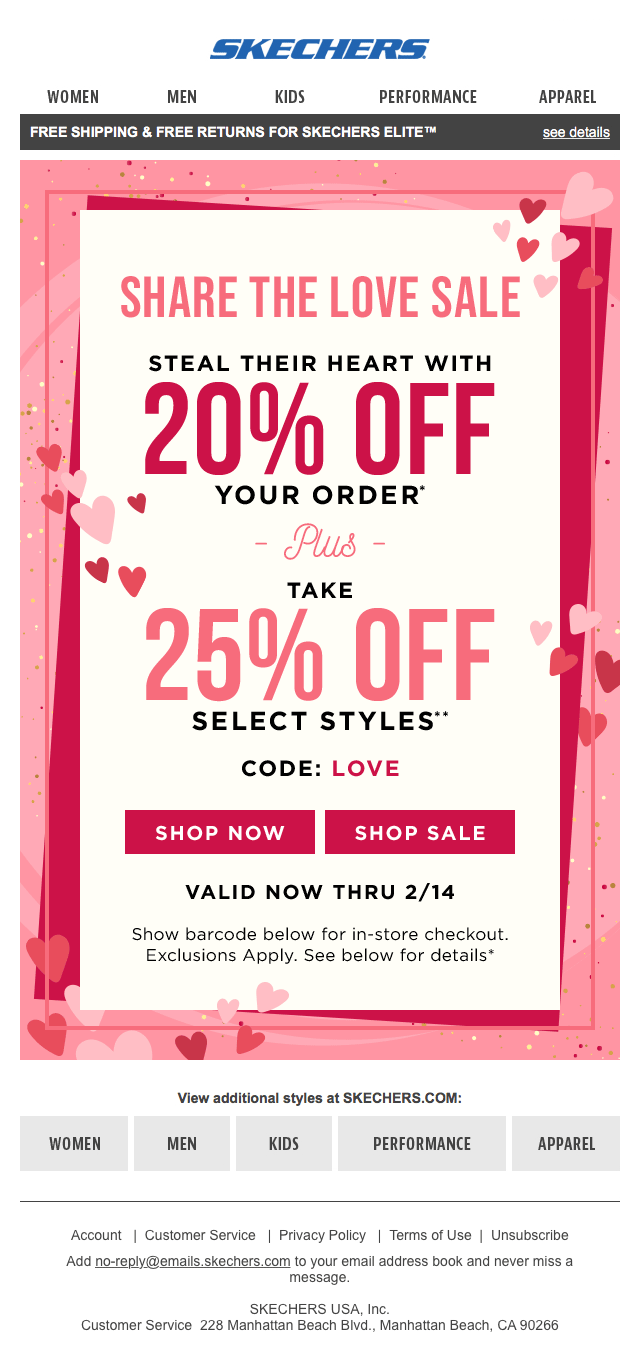 SKECHERS
WOMEN MEN KIDS PERFORMANCE APPAREL
FREE SHIPPING & FREE RETURNS FOR SKECHERS ELITE™ see details
SHARE THE LOVE SALE
STEAL THEIR HEART WITH
20% OFF
YOUR ORDER*
- Plus -
TAKE
25% OFF
SELECT STYLES**
CODE: LOVE
SHOP NOW SHOP SALE
VALID NOW THRU 2/14
Show barcode below for in-store checkout.
Exclusions Apply. See below for details*
View additional styles at SKECHERS.COM:
WOMEN MEN KIDS PERFORMANCE APPAREL
Account | Customer Service | Privacy Policy | Terms of Use | Unsubscribe
Add no-reply@emails.skechers.com to your email address book and never miss a
message.
SKECHERS USA, Inc.
Customer Service 228 Manhattan Beach Blvd., Manhattan Beach, CA 90266